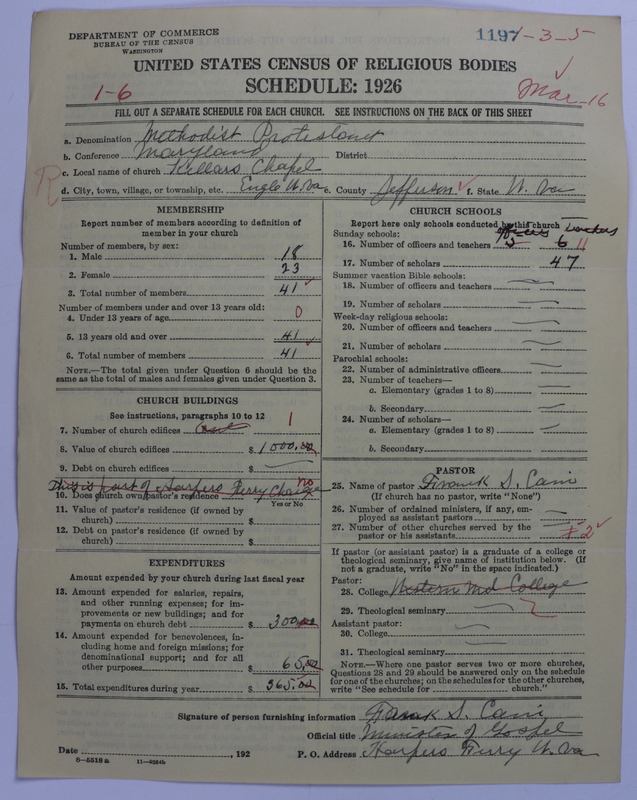 DEPARTMENT OF COMMERCE
BUREAU OF THE CENSUS
WASHINGTON
1197 1-3-5
UNITED STATES CENSUS OF RELIGIOUS BODIES
SCHEDULE: 1926
1-6
Mar-16
FILL OUT A SEPARATE SCHEDULE FOR EACH CHURCH. SEE INSTRUCTIONS ON THE BACK OF THIS SHEET
a. Denomination Methodist Protestant
b. Conference Maryland District
c. Local name of church Chapel
R
d. City, town, village, or township, etc. Engle W. Va e. County Jefferson f. State W. Va
MEMBERSHIP
Report number of members according to definition of
member in your church
Number of members, by sex:
1. Male 18
2. Female 23
3. Total number of members 41
Number of members under and over 13 years old:
4. Under 13 years of age 0
5. 13 years old and over 41
6. Total number of members 41
NOTE.—The total given under Question 6 should be
same as the total of males and females given under Question 3.
CHURCH BUILDINGS
See instructions, paragraphs 10 to 12
7. Number of church edifices One 1
8. Value of church edifices $ 1000.00
9. Debt on church edifices $
This is part of Harpers Ferry Charge no
10. Does church own pastor's residence
Yes or No
11. Value of pastor's residence (if owned by
church) $
12. Debt on pastor's residence (if owned by
church) $
EXPENDITURES
Amount expended by your church during last fiscal year
13. Amount expended for salaries, repairs,
and other running expenses; for im-
provements or new buildings; and for
payments on church debt $ 300.00
14. Amount expended for benevolences, in-
cluding home and foreign missions; for
denominational support; and for all
other purposes $ 65.00
15. Total expenditures during year $ 365.00
CHURCH SCHOOLS
Report here only schools conducted by this church
Sunday schools: officers Teachers
16. Number of officers and teachers 5 6 11
17. Number of scholars 47
Summer vacation Bible schools:
18. Number of officers and teachers
19. Number of scholars
Week-day religious schools:
20. Number of officers and teachers
21. Number of scholars
Parochial schools:
22. Number of administrative officers
23. Number of teachers—
a. Elementary (grades 1 to 8)
b. Secondary
24. Number of scholars—
a. Elementary (grades 1 to 8)
b. Secondary
PASTOR
25. Name of pastor Frank S. Cain
(If church has no pastor, write "None")
26. Number of ordained ministers, if any, em-
ployed as assistant pastors
27. Number of other churches served by the
pastor or his assistants 2
If pastor (or assistant pastor) is a graduate of a college or
theological seminary, give name of institution below. (If
not a graduate, write "No" in the space indicated.)
Pastor:
28. College Western Md College
29. Theological seminary
Assistant pastor:
30. College
31. Theological seminary
NOTE.—Where one pastor serves two or more churches,
Questions 28 and 29 should be answered only on the schedule
for one of the churches; on the schedules for the other churches,
write "See schedule for church."
Signature of person furnishing information Frank S. Cain
Official title Minister of Gospel
Date , 192 P. O. Address Harpers Ferry W. Va
8-5518a 11-9264b